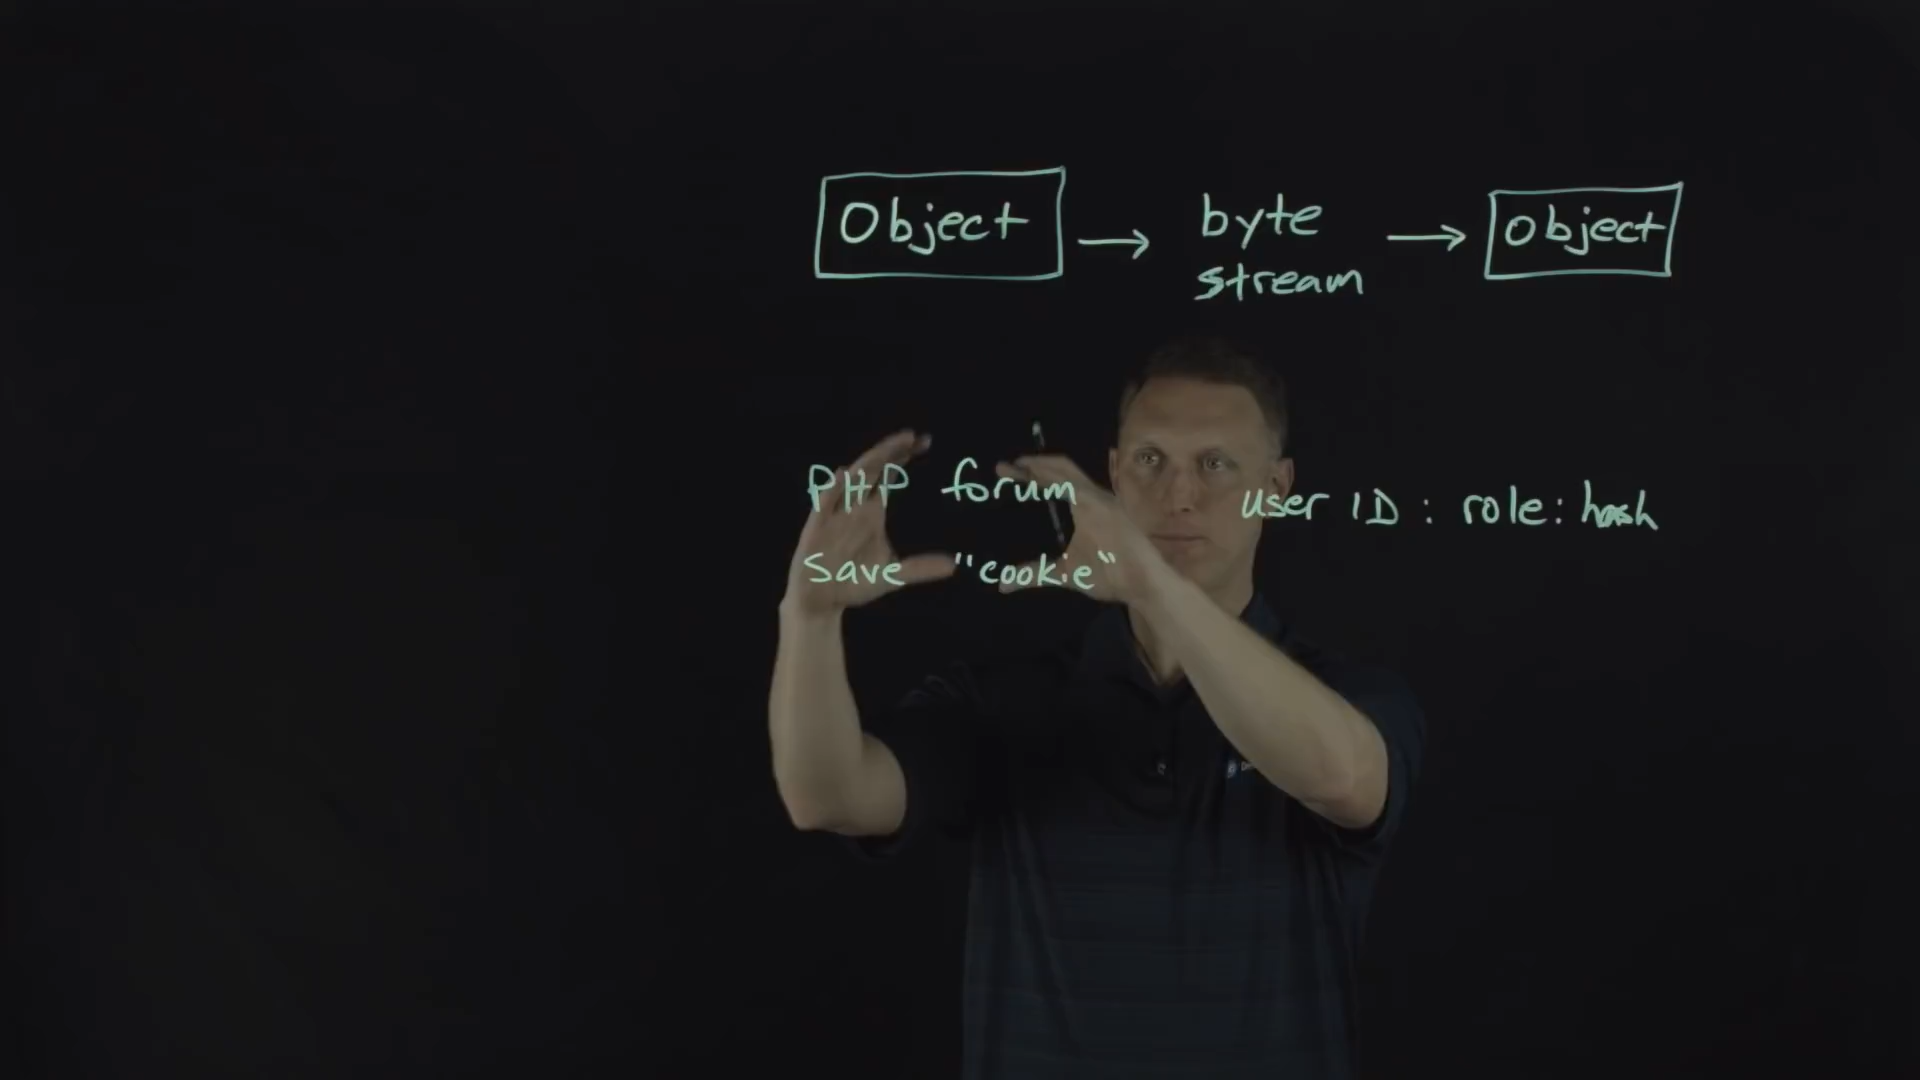 Object → byte stream → Object
PHP forum
Save "cookie"
user ID : role : hash